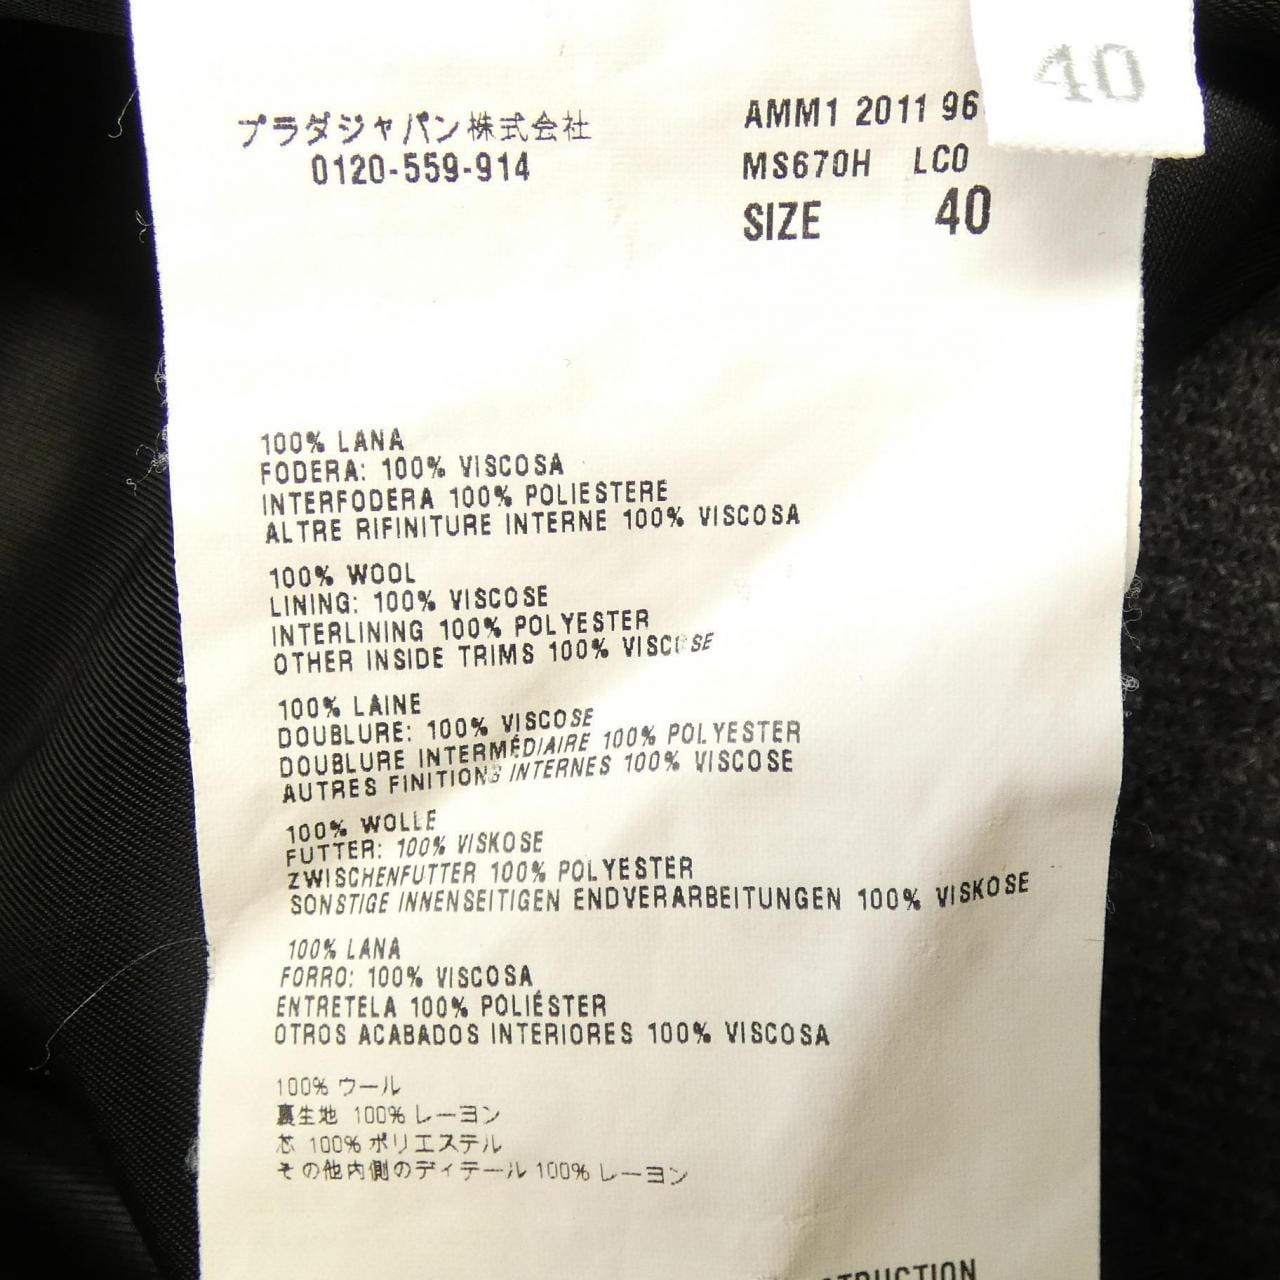 40
プラダジャパン株式会社
0120-559-914
AMM1 2011 96
MS670H LCO
SIZE 40
100% LANA
FODERA: 100% VISCOSA
INTERFODERA 100% POLIESTERE
ALTRE RIFINITURE INTERNE 100% VISCOSA
100% WOOL
LINING: 100% VISCOSE
INTERLINING 100% POLYESTER
OTHER INSIDE TRIMS 100% VISCOSE
100% LAINE
DOUBLURE: 100% VISCOSE
DOUBLURE INTERMÉDIAIRE 100% POLYESTER
AUTRES FINITIONS INTERNES 100% VISCOSE
100% WOLLE
FUTTER: 100% VISKOSE
ZWISCHENFUTTER 100% POLYESTER
SONSTIGE INNENSEITIGEN ENDVERARBEITUNGEN 100% VISKOSE
100% LANA
FORRO: 100% VISCOSA
ENTRETELA 100% POLIÉSTER
OTROS ACABADOS INTERIORES 100% VISCOSA
100% ウール
裏生地 100% レーヨン
芯 100% ポリエステル
その他内側のディテール 100% レーヨン